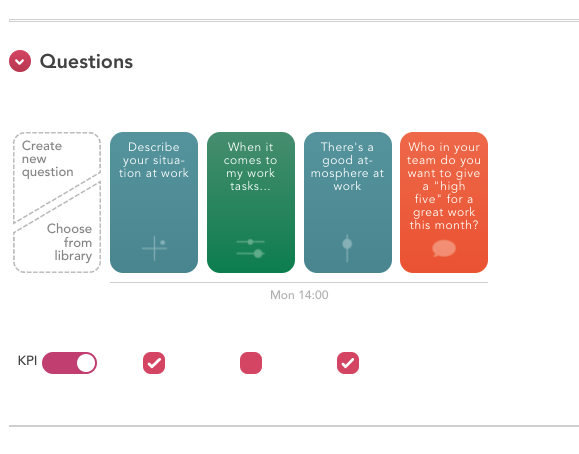 Questions
Create
new
question
Choose
from
library
Describe
your situa-
tion at work
When it
comes to
my work
tasks...
There's a
good at-
mosphere at
work
Who in your
team do you
want to give
a "high
five" for a
great work
this month?
Mon 14:00
KPI